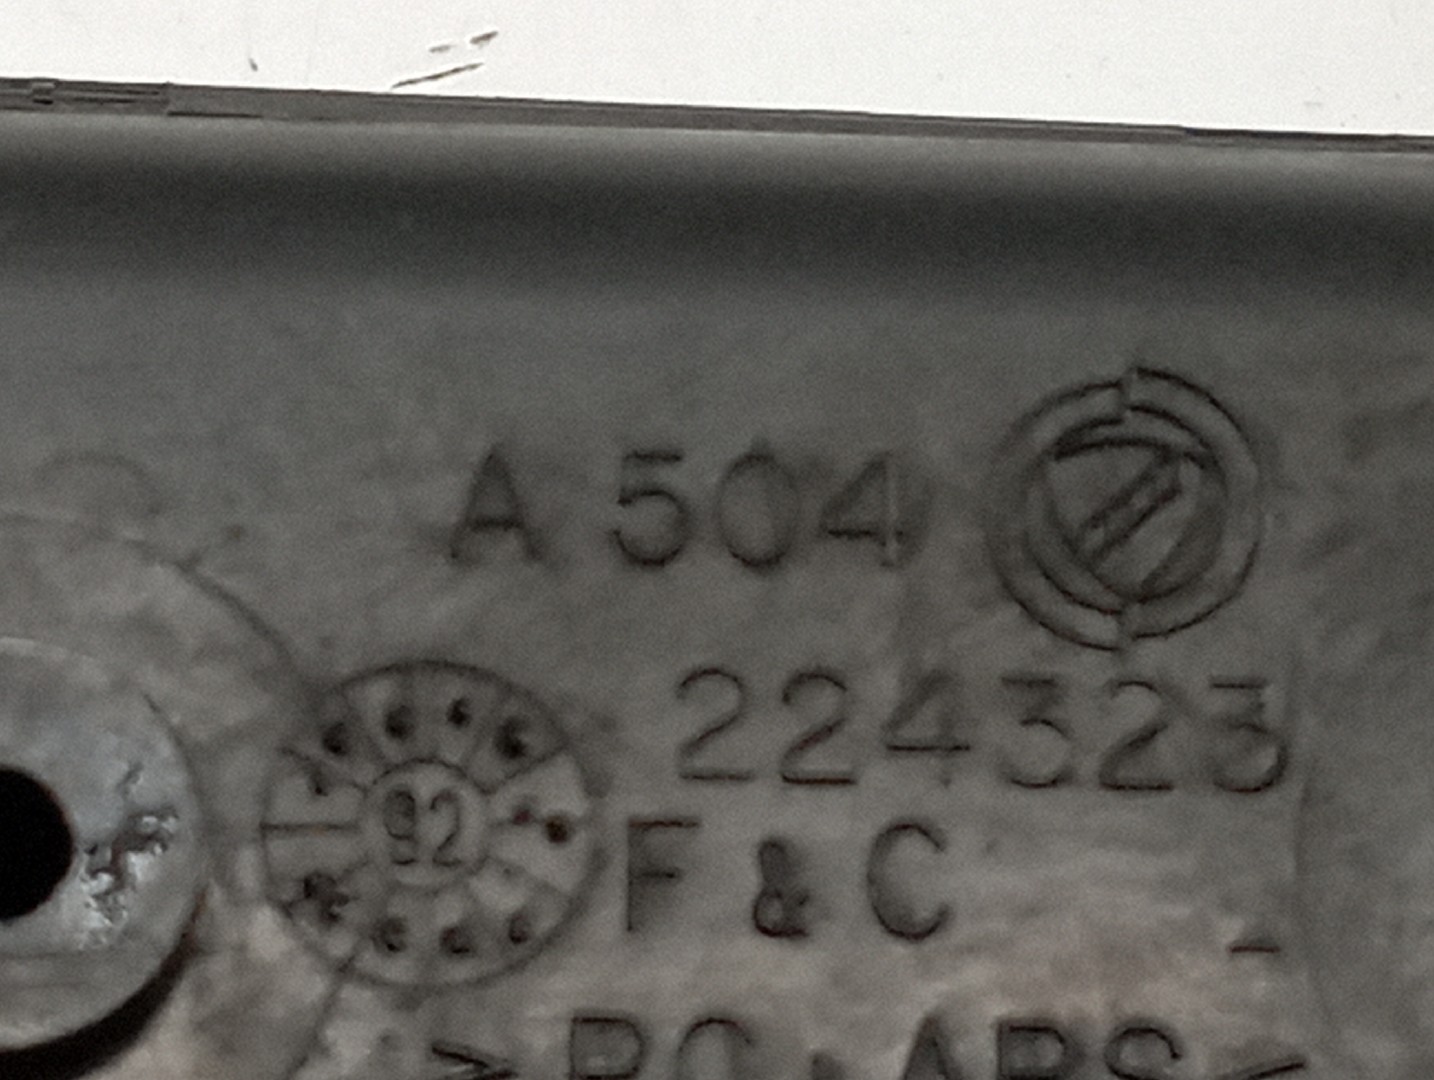 A 504
224323
92
F & C
>PC+ABS<